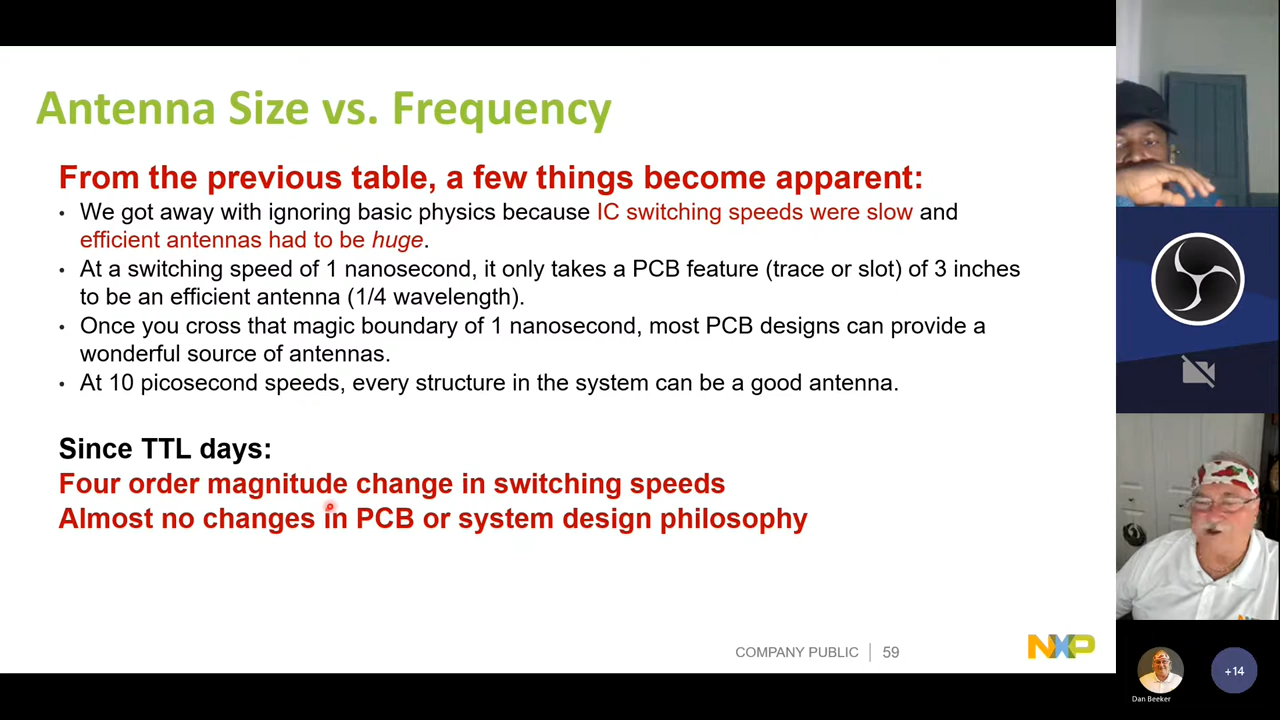 Antenna Size vs. Frequency
From the previous table, a few things become apparent:
• We got away with ignoring basic physics because IC switching speeds were slow and
efficient antennas had to be huge.
• At a switching speed of 1 nanosecond, it only takes a PCB feature (trace or slot) of 3 inches
to be an efficient antenna (1/4 wavelength).
• Once you cross that magic boundary of 1 nanosecond, most PCB designs can provide a
wonderful source of antennas.
• At 10 picosecond speeds, every structure in the system can be a good antenna.
Since TTL days:
Four order magnitude change in switching speeds
Almost no changes in PCB or system design philosophy
COMPANY PUBLIC | 59
NXP
Dan Beeker
+14